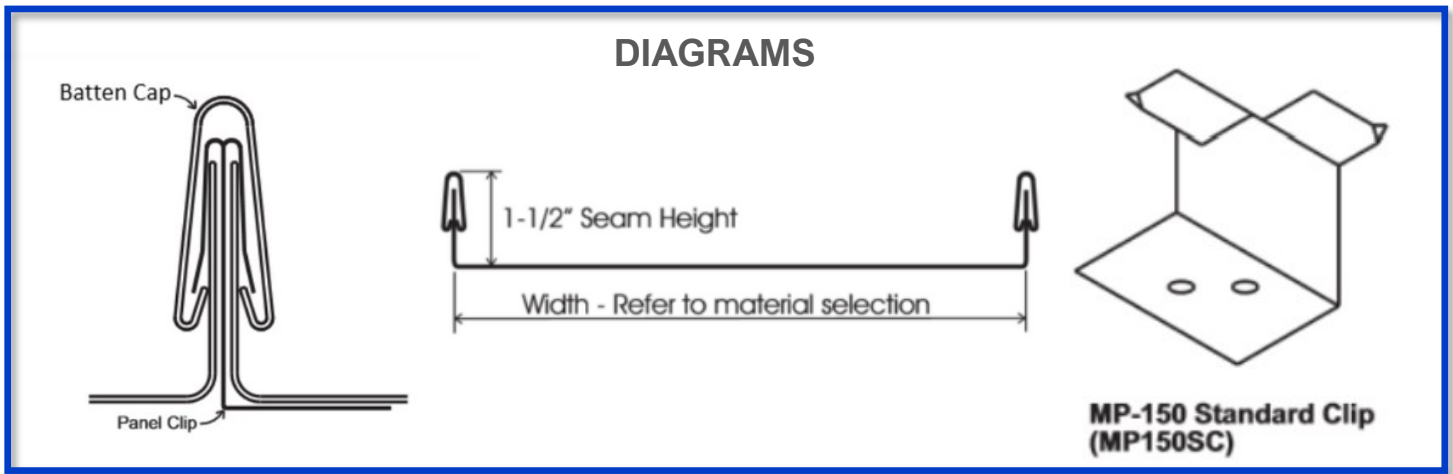 DIAGRAMS
Batten Cap
1-1/2" Seam Height
Width - Refer to material selection
Panel Clip
MP-150 Standard Clip
(MP150SC)